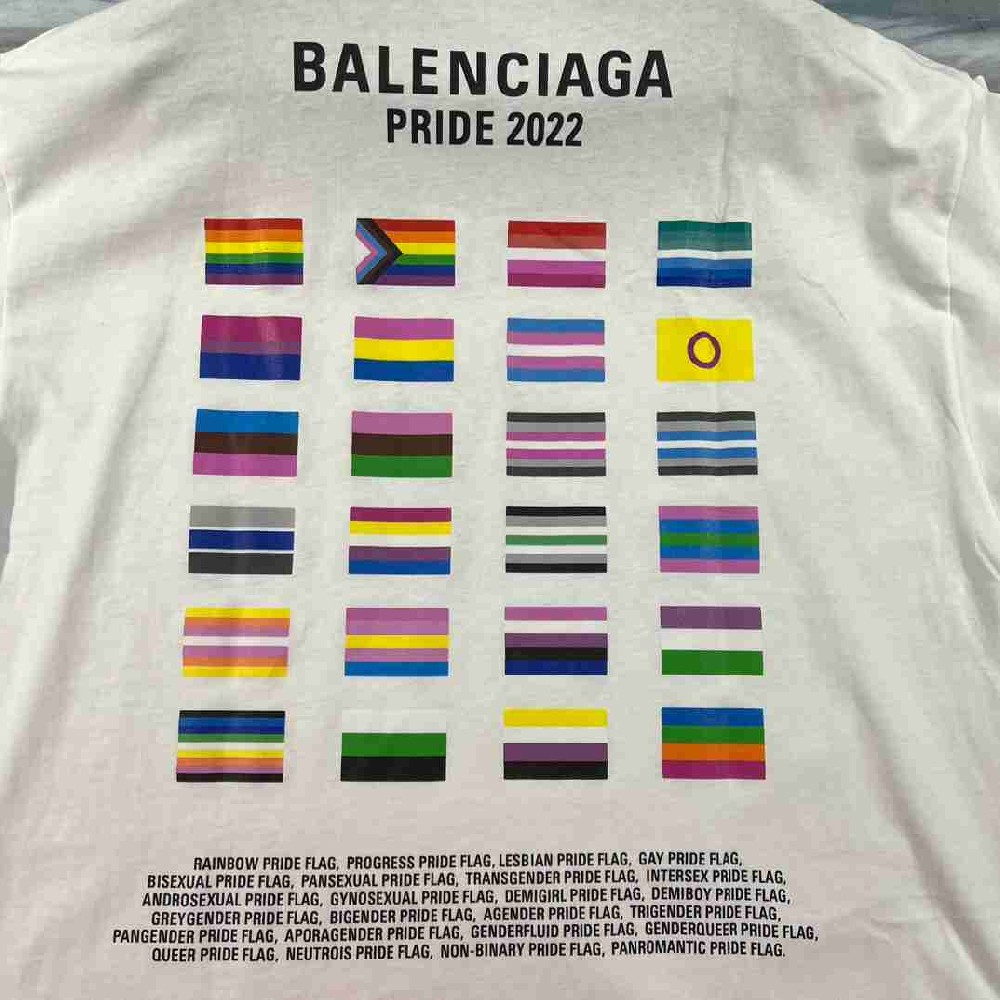 BALENCIAGA
PRIDE 2022
RAINBOW PRIDE FLAG, PROGRESS PRIDE FLAG, LESBIAN PRIDE FLAG, GAY PRIDE FLAG,
BISEXUAL PRIDE FLAG, PANSEXUAL PRIDE FLAG, TRANSGENDER PRIDE FLAG, INTERSEX PRIDE FLAG,
ANDROSEXUAL PRIDE FLAG, GYNOSEXUAL PRIDE FLAG, DEMIGIRL PRIDE FLAG, DEMIBOY PRIDE FLAG,
GREYGENDER PRIDE FLAG, BIGENDER PRIDE FLAG, AGENDER PRIDE FLAG, TRIGENDER PRIDE FLAG,
PANGENDER PRIDE FLAG, APORAGENDER PRIDE FLAG, GENDERFLUID PRIDE FLAG, GENDERQUEER PRIDE FLAG,
QUEER PRIDE FLAG, NEUTROIS PRIDE FLAG, NON-BINARY PRIDE FLAG, PANROMANTIC PRIDE FLAG.